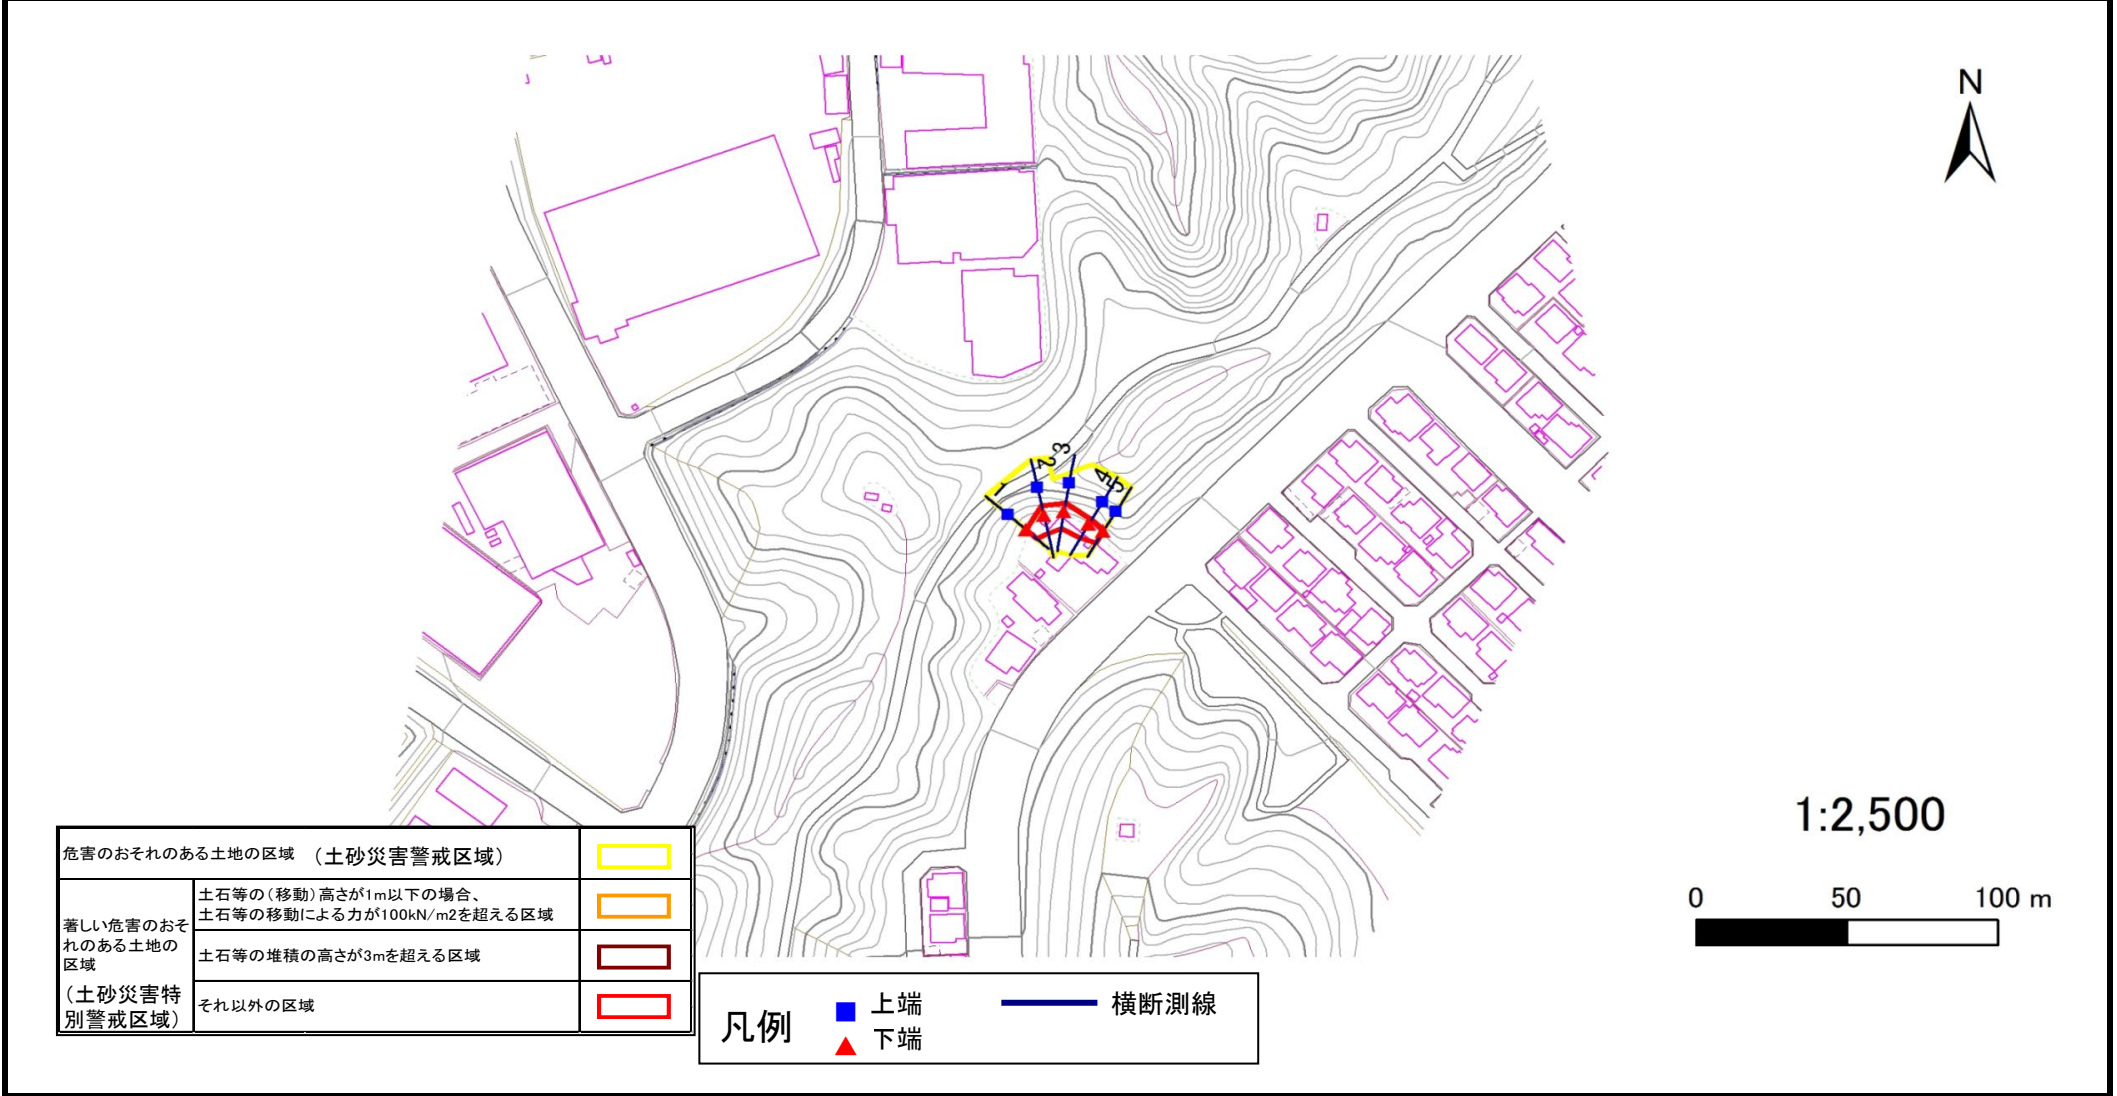 N
3
2
1
4
5
1:2,500
0 50 100 m
危害のおそれのある土地の区域 （土砂災害警戒区域）
著しい危害のおそ
れのある土地の
区域
（土砂災害特
別警戒区域）
土石等の（移動）高さが1m以下の場合、
土石等の移動による力が100kN/m2を超える区域
土石等の堆積の高さが3mを超える区域
それ以外の区域
凡例
上端
下端
横断測線